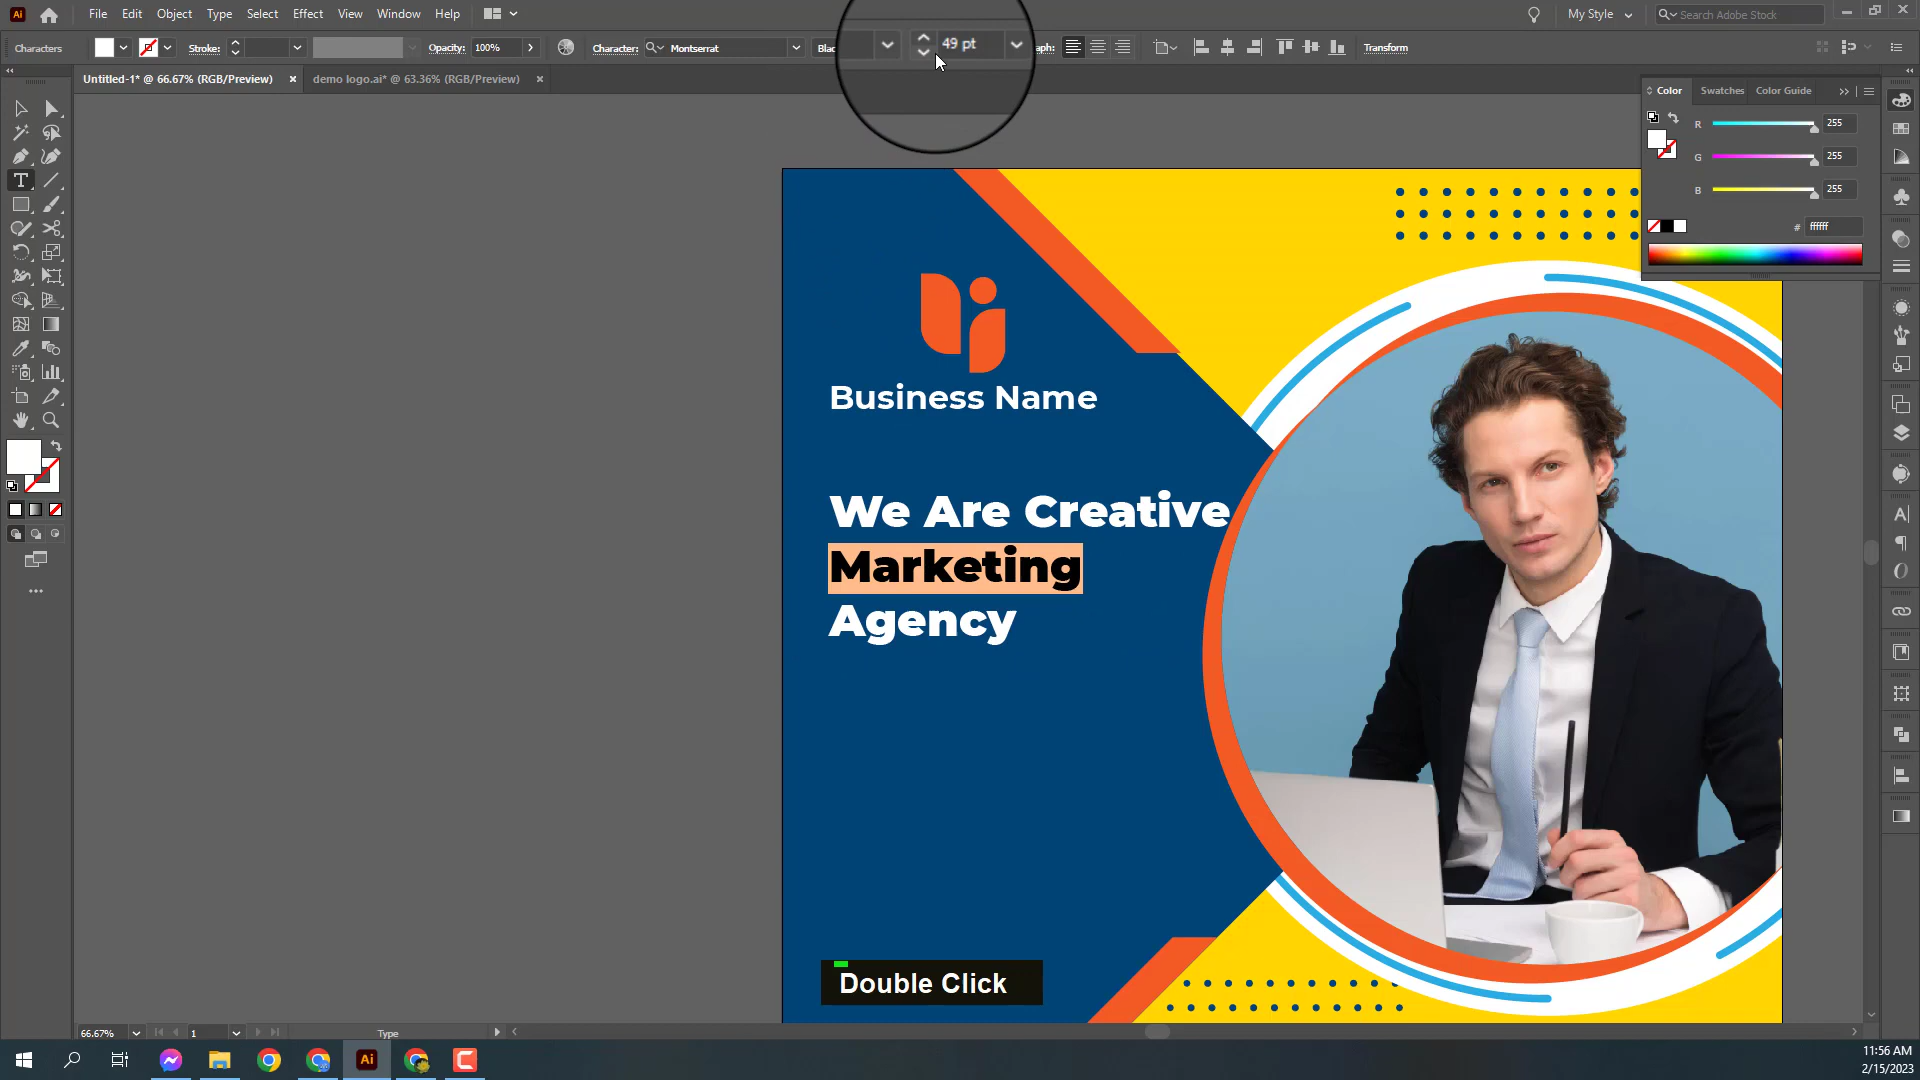 Ai File Edit Object Type Select Effect View Window Help My Style Search Adobe Stock
Characters Stroke: Opacity: 100% Character: Montserrat 49 pt Transform
Untitled-1* @ 66.67% (RGB/Preview) × demo logo.ai* @ 63.36% (RGB/Preview) ×
Color Swatches Color Guide
R 255
G 255
B 255
# ffffff
Business Name
We Are Creative
Marketing
Agency
Double Click
66.67% 1 Type
Ai
11:56 AM
2/15/2023